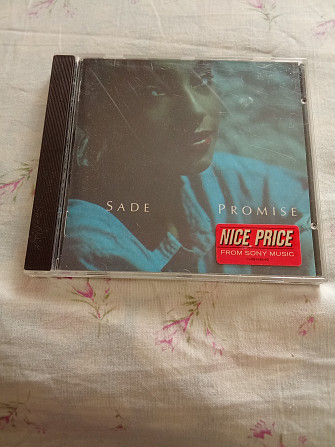 SADE PROMISE
NICE PRICE
FROM SONY MUSIC